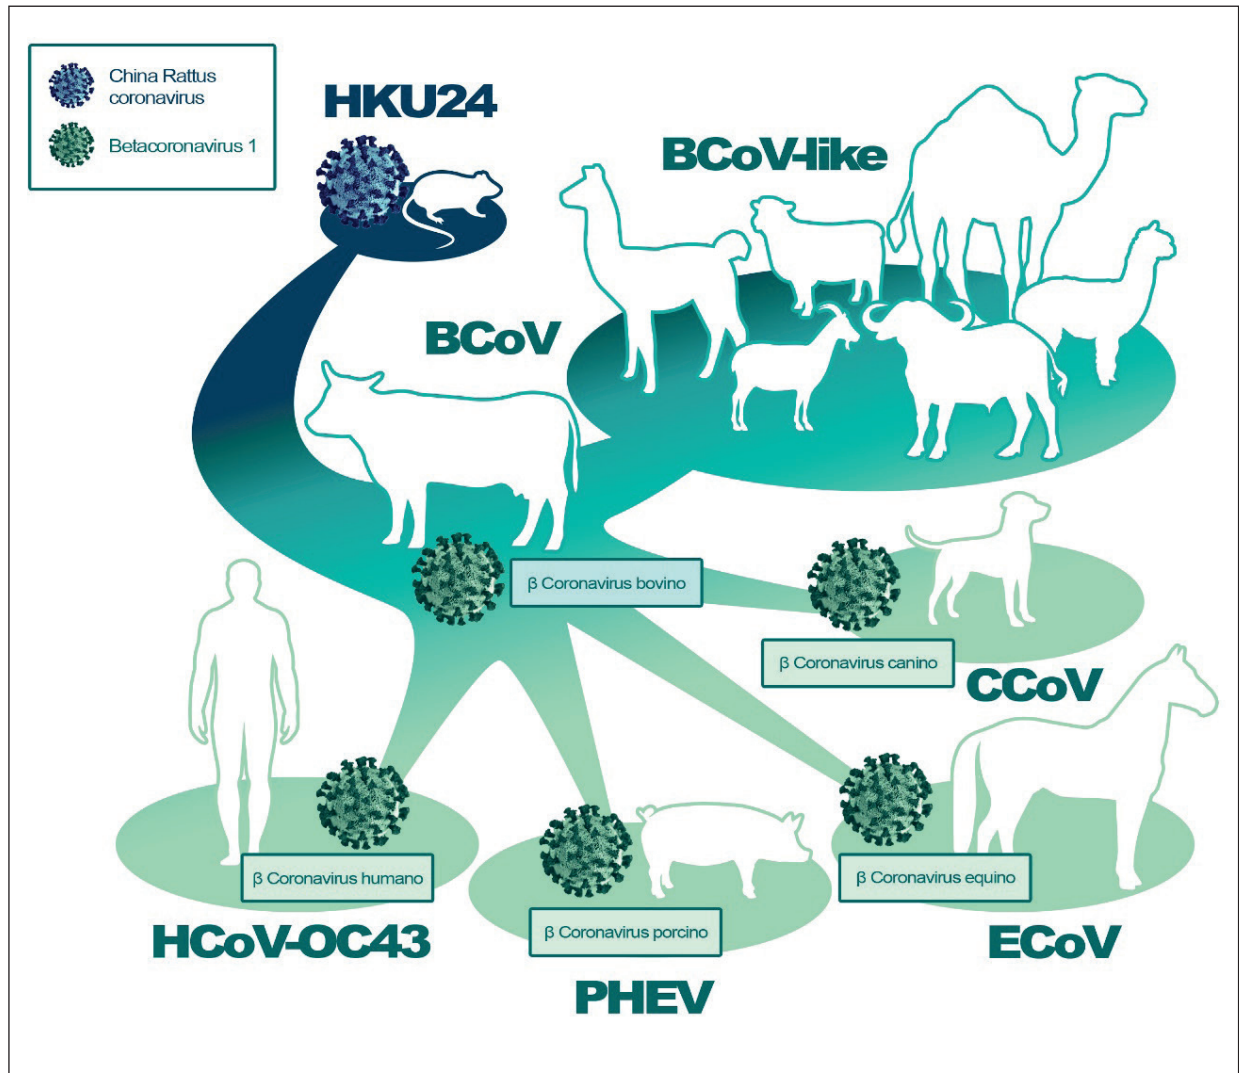 China Rattus
coronavirus
Betacoronavirus 1
HKU24
BCoV-like
BCoV
β Coronavirus bovino
β Coronavirus canino
CCoV
β Coronavirus humano
HCoV-OC43
β Coronavirus porcino
PHEV
β Coronavirus equino
ECoV